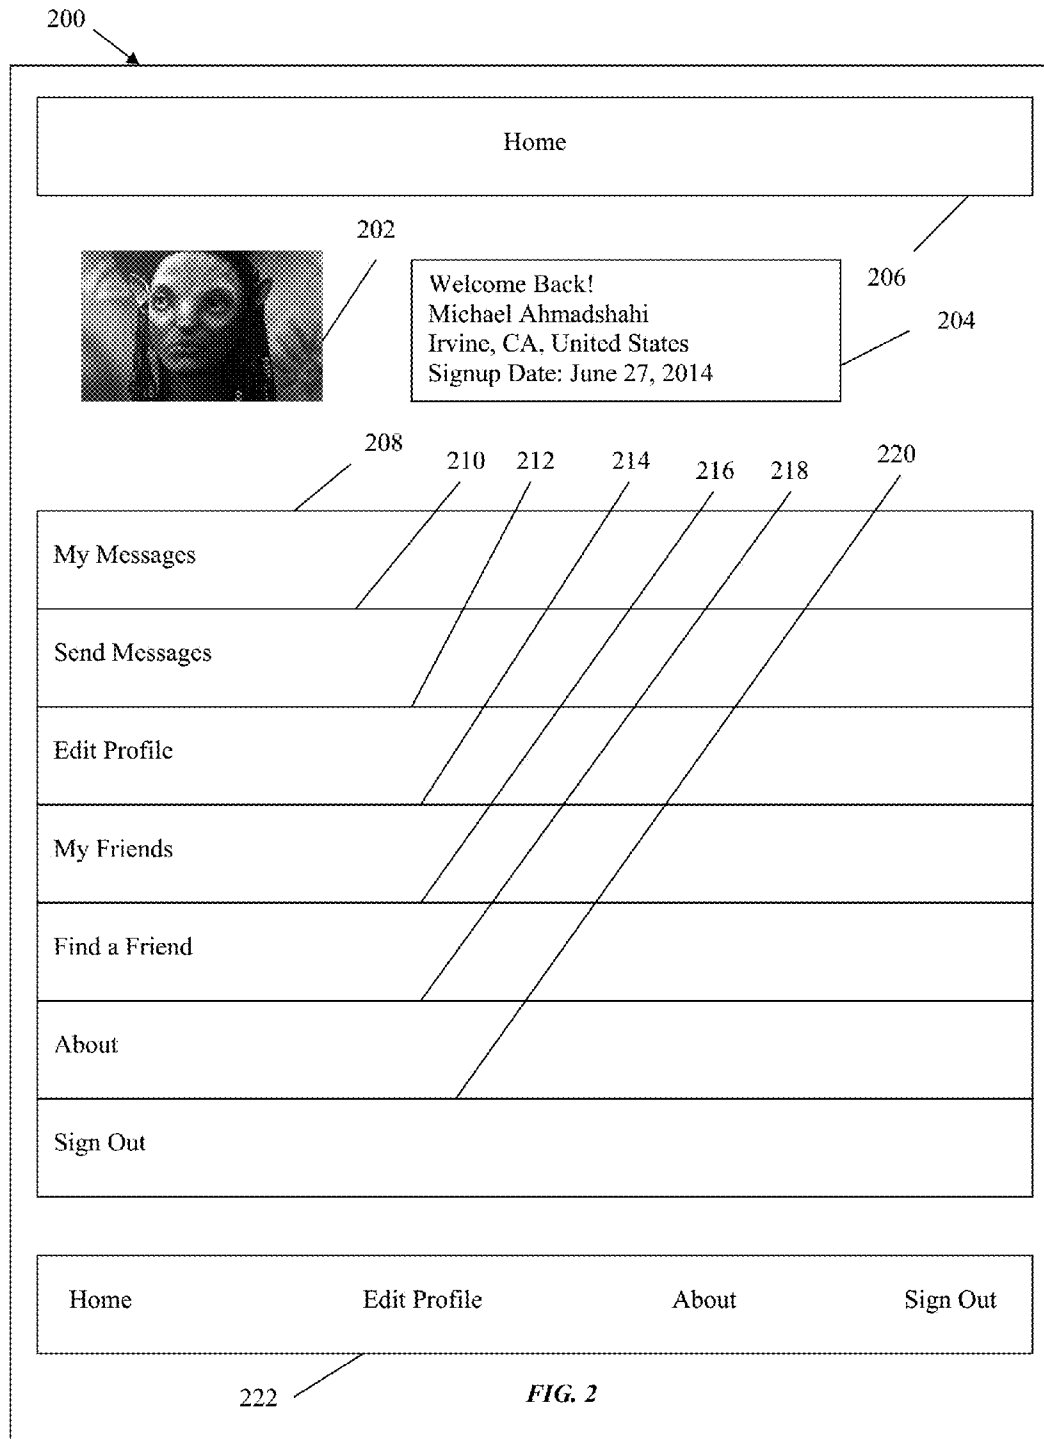 200
Home
202
206
Welcome Back!
Michael Ahmadshahi
Irvine, CA, United States
Signup Date: June 27, 2014
204
208
210
212
214
216
218
220
My Messages
Send Messages
Edit Profile
My Friends
Find a Friend
About
Sign Out
Home Edit Profile About Sign Out
222
FIG. 2